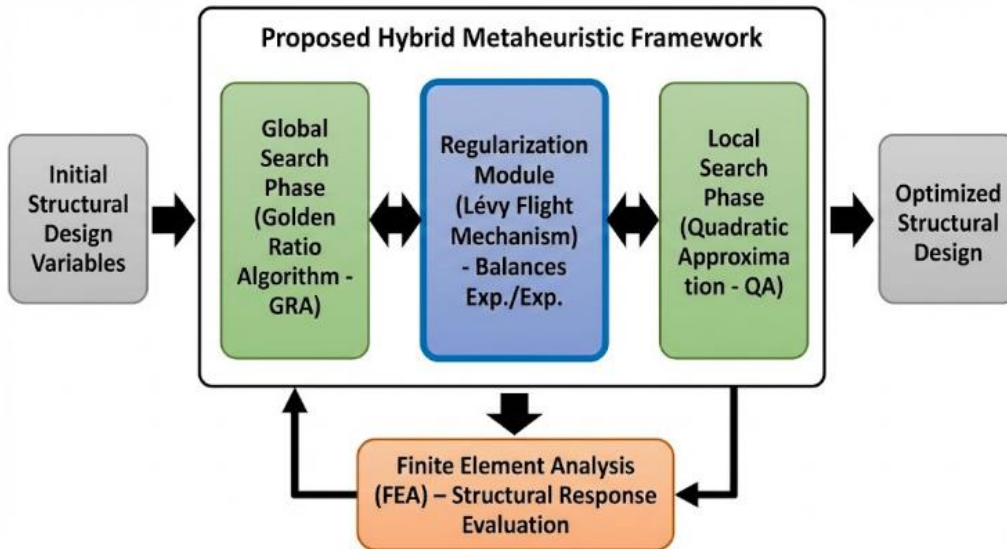 Proposed Hybrid Metaheuristic Framework
Initial
Structural
Design
Variables
Global
Search
Phase
(Golden
Ratio
Algorithm -
GRA)
Regularization
Module
(Lévy Flight
Mechanism)
- Balances
Exp./Exp.
Local
Search
Phase
(Quadratic
Approxima
tion - QA)
Optimized
Structural
Design
Finite Element Analysis
(FEA) – Structural Response
Evaluation